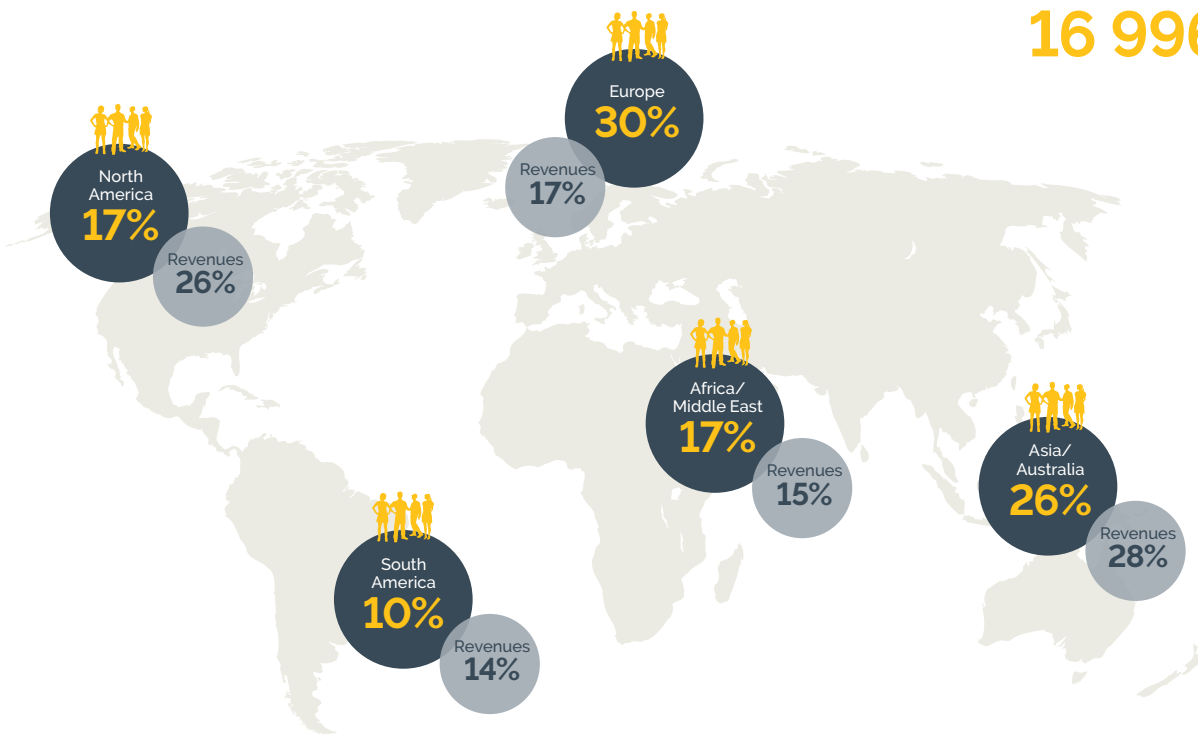 16 996
Europe
30%
Revenues
17%
North
America
17%
Revenues
26%
Africa/
Middle East
17%
Revenues
15%
Asia/
Australia
26%
Revenues
28%
South
America
10%
Revenues
14%